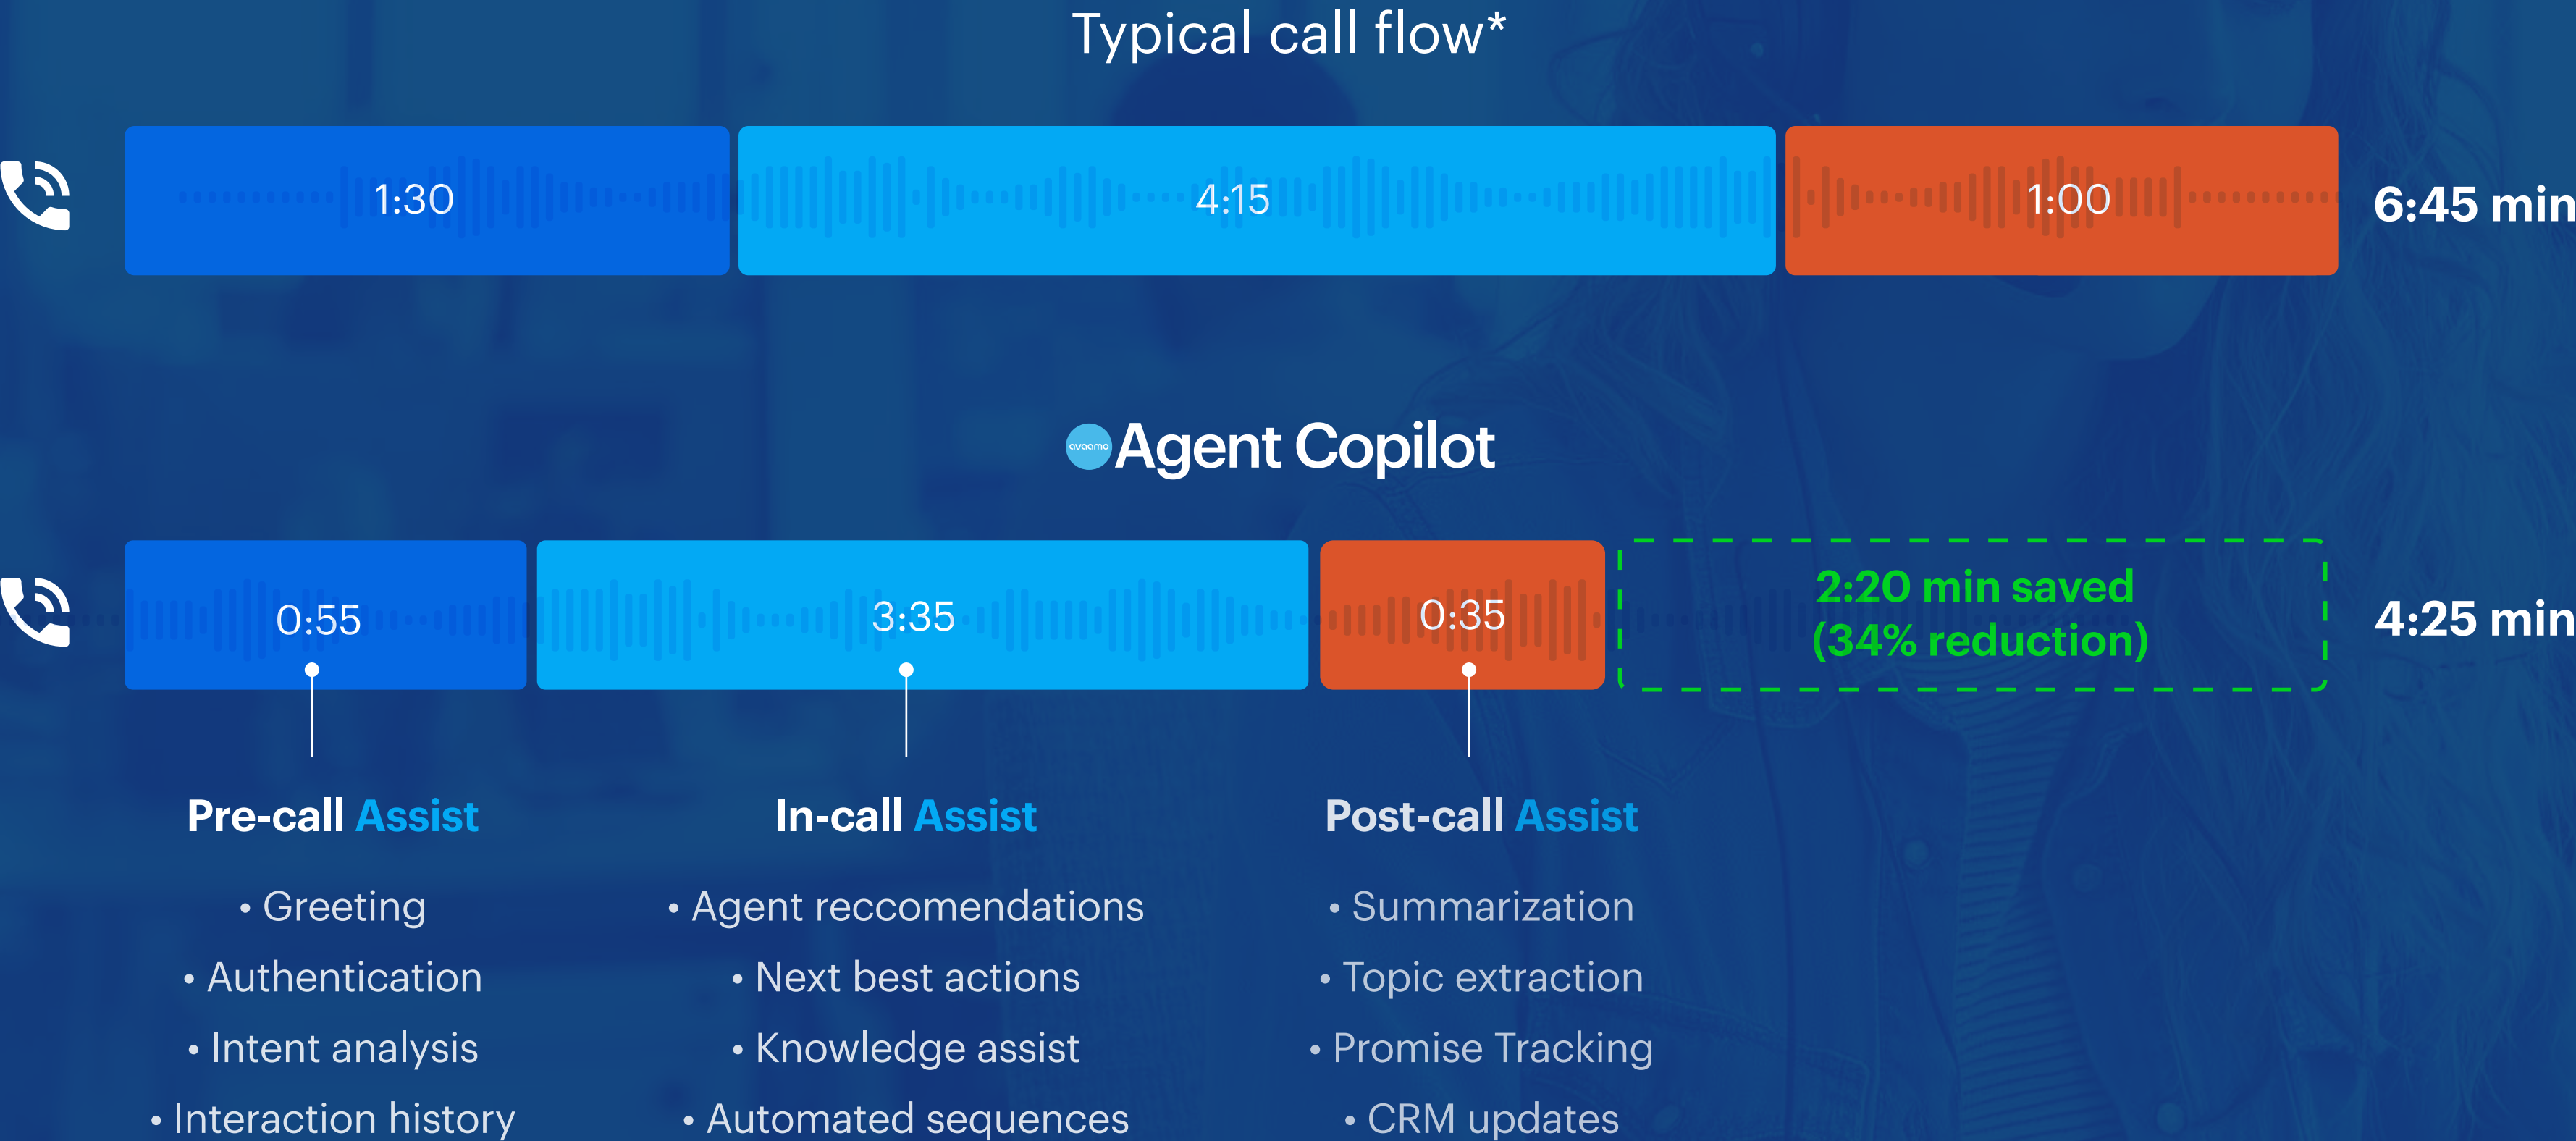 Typical call flow*
1:30 4:15 1:00 6:45 min
avaamo Agent Copilot
0:55 3:35 0:35 2:20 min saved 4:25 min
(34% reduction)
Pre-call Assist
• Greeting
• Authentication
• Intent analysis
• Interaction history
In-call Assist
• Agent reccomendations
• Next best actions
• Knowledge assist
• Automated sequences
Post-call Assist
• Summarization
• Topic extraction
• Promise Tracking
• CRM updates